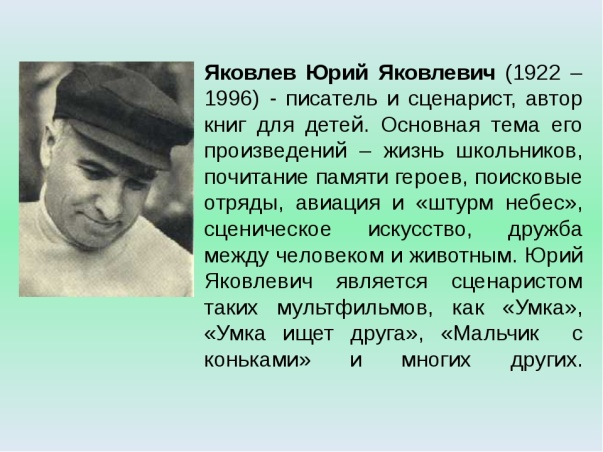 Яковлев Юрий Яковлевич (1922 –
1996) - писатель и сценарист, автор
книг для детей. Основная тема его
произведений – жизнь школьников,
почитание памяти героев, поисковые
отряды, авиация и «штурм небес»,
сценическое искусство, дружба
между человеком и животным. Юрий
Яковлевич является сценаристом
таких мультфильмов, как «Умка»,
«Умка ищет друга», «Мальчик с
коньками» и многих других.